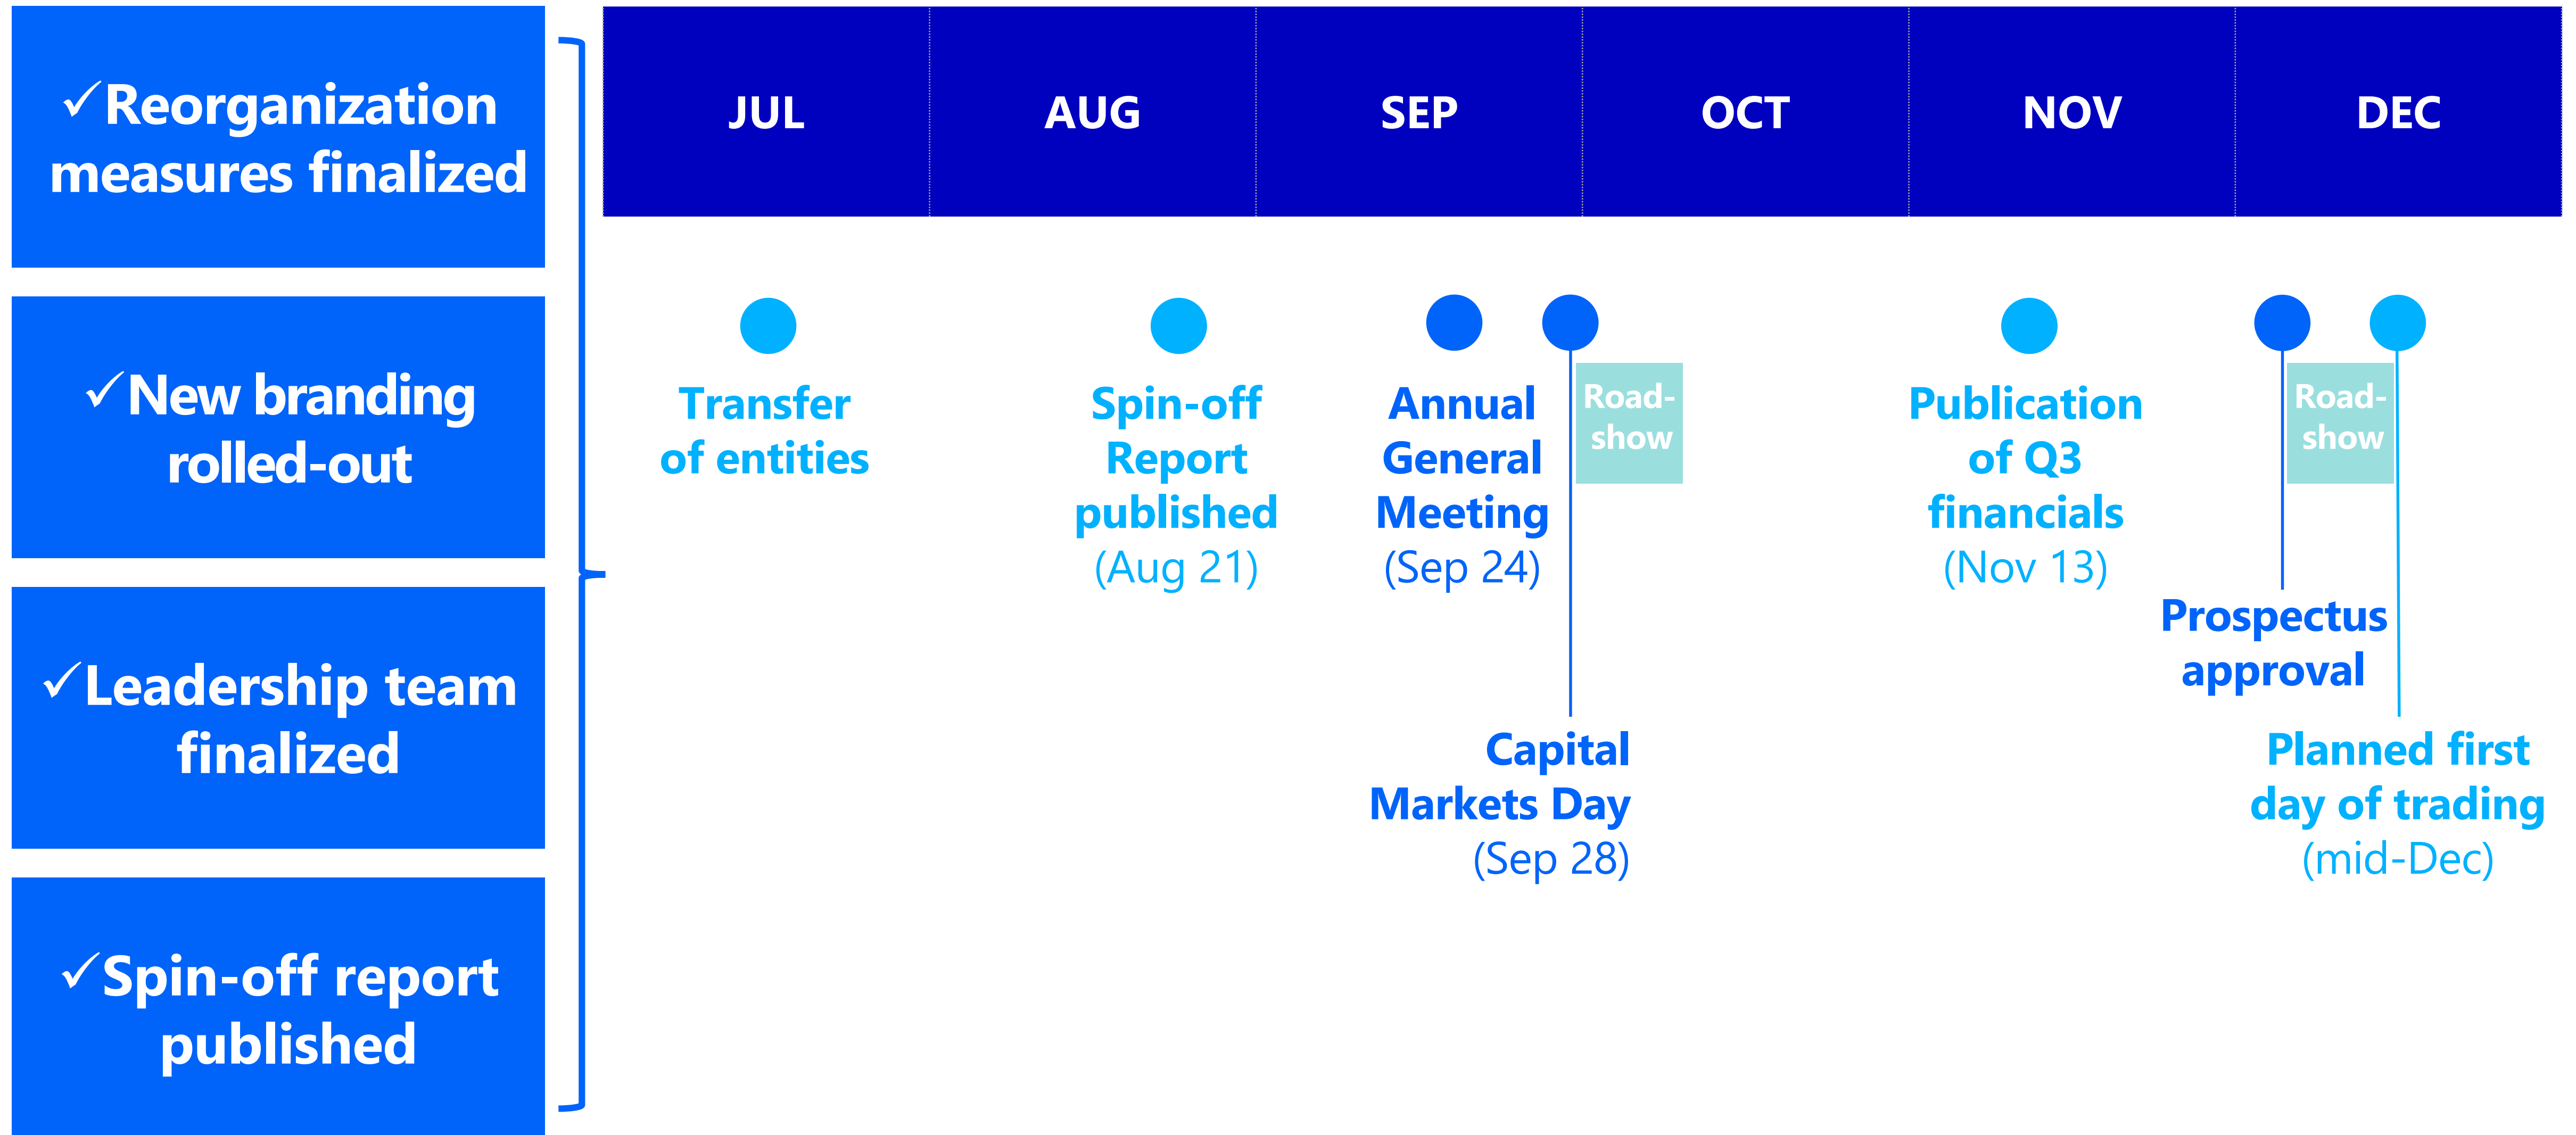 ✓Reorganization
measures finalized
✓New branding
rolled-out
✓Leadership team
finalized
✓Spin-off report
published
JUL
AUG
SEP
OCT
NOV
DEC
Transfer
of entities
Spin-off
Report
published
(Aug 21)
Annual
General
Meeting
(Sep 24)
Road-
show
Capital
Markets Day
(Sep 28)
Publication
of Q3
financials
(Nov 13)
Prospectus
approval
Road-
show
Planned first
day of trading
(mid-Dec)